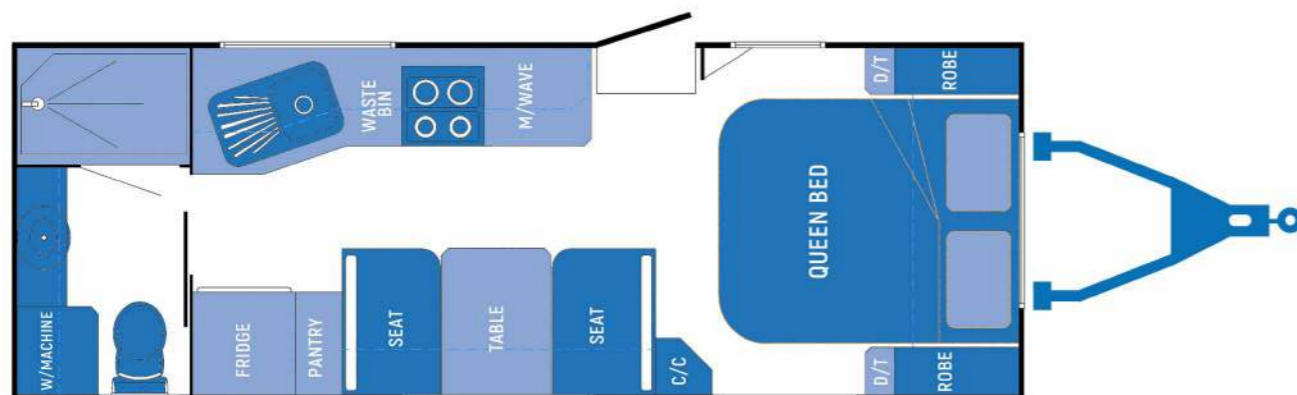 WASTE
BIN
M/WAVE
D/T
ROBE
QUEEN BED
W/MACHINE
FRIDGE
PANTRY
SEAT
TABLE
SEAT
C/C
D/T
ROBE